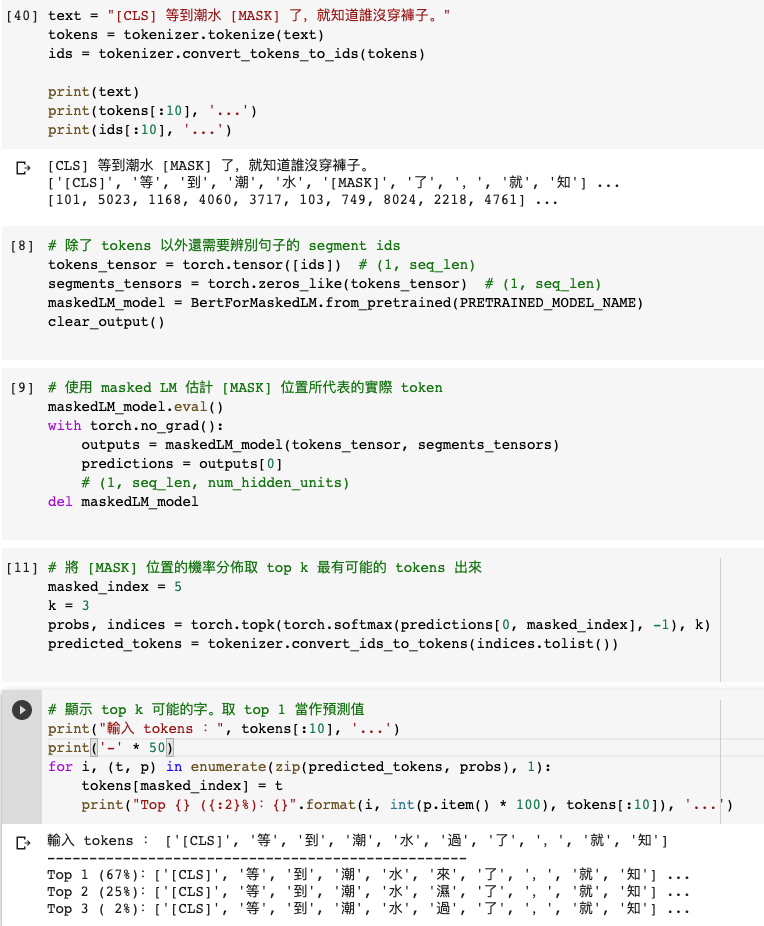 [40] text = "[CLS] 等到潮水 [MASK] 了，就知道誰沒穿褲子。"
tokens = tokenizer.tokenize(text)
ids = tokenizer.convert_tokens_to_ids(tokens)
print(text)
print(tokens[:10], '...')
print(ids[:10], '...')
[CLS] 等到潮水 [MASK] 了，就知道誰沒穿褲子。
['[CLS]', '等', '到', '潮', '水', '[MASK]', '了', '，', '就', '知'] ...
[101, 5023, 1168, 4060, 3717, 103, 749, 8024, 2218, 4761] ...
[8] # 除了 tokens 以外還需要辨別句子的 segment ids
tokens_tensor = torch.tensor([ids])  # (1, seq_len)
segments_tensors = torch.zeros_like(tokens_tensor)  # (1, seq_len)
maskedLM_model = BertForMaskedLM.from_pretrained(PRETRAINED_MODEL_NAME)
clear_output()
[9] # 使用 masked LM 估計 [MASK] 位置所代表的實際 token
maskedLM_model.eval()
with torch.no_grad():
    outputs = maskedLM_model(tokens_tensor, segments_tensors)
    predictions = outputs[0]
    # (1, seq_len, num_hidden_units)
del maskedLM_model
[11] # 將 [MASK] 位置的機率分佈取 top k 最有可能的 tokens 出來
masked_index = 5
k = 3
probs, indices = torch.topk(torch.softmax(predictions[0, masked_index], -1), k)
predicted_tokens = tokenizer.convert_ids_to_tokens(indices.tolist())
# 顯示 top k 可能的字。取 top 1 當作預測值
print("輸入 tokens ：", tokens[:10], '...')
print('-' * 50)
for i, (t, p) in enumerate(zip(predicted_tokens, probs), 1):
    tokens[masked_index] = t
    print("Top {} ({:2}%)：{}".format(i, int(p.item() * 100), tokens[:10]), '...')
輸入 tokens ： ['[CLS]', '等', '到', '潮', '水', '過', '了', '，', '就', '知']
--------------------------------------------------
Top 1 (67%)：['[CLS]', '等', '到', '潮', '水', '來', '了', '，', '就', '知'] ...
Top 2 (25%)：['[CLS]', '等', '到', '潮', '水', '濕', '了', '，', '就', '知'] ...
Top 3 ( 2%)：['[CLS]', '等', '到', '潮', '水', '過', '了', '，', '就', '知'] ...